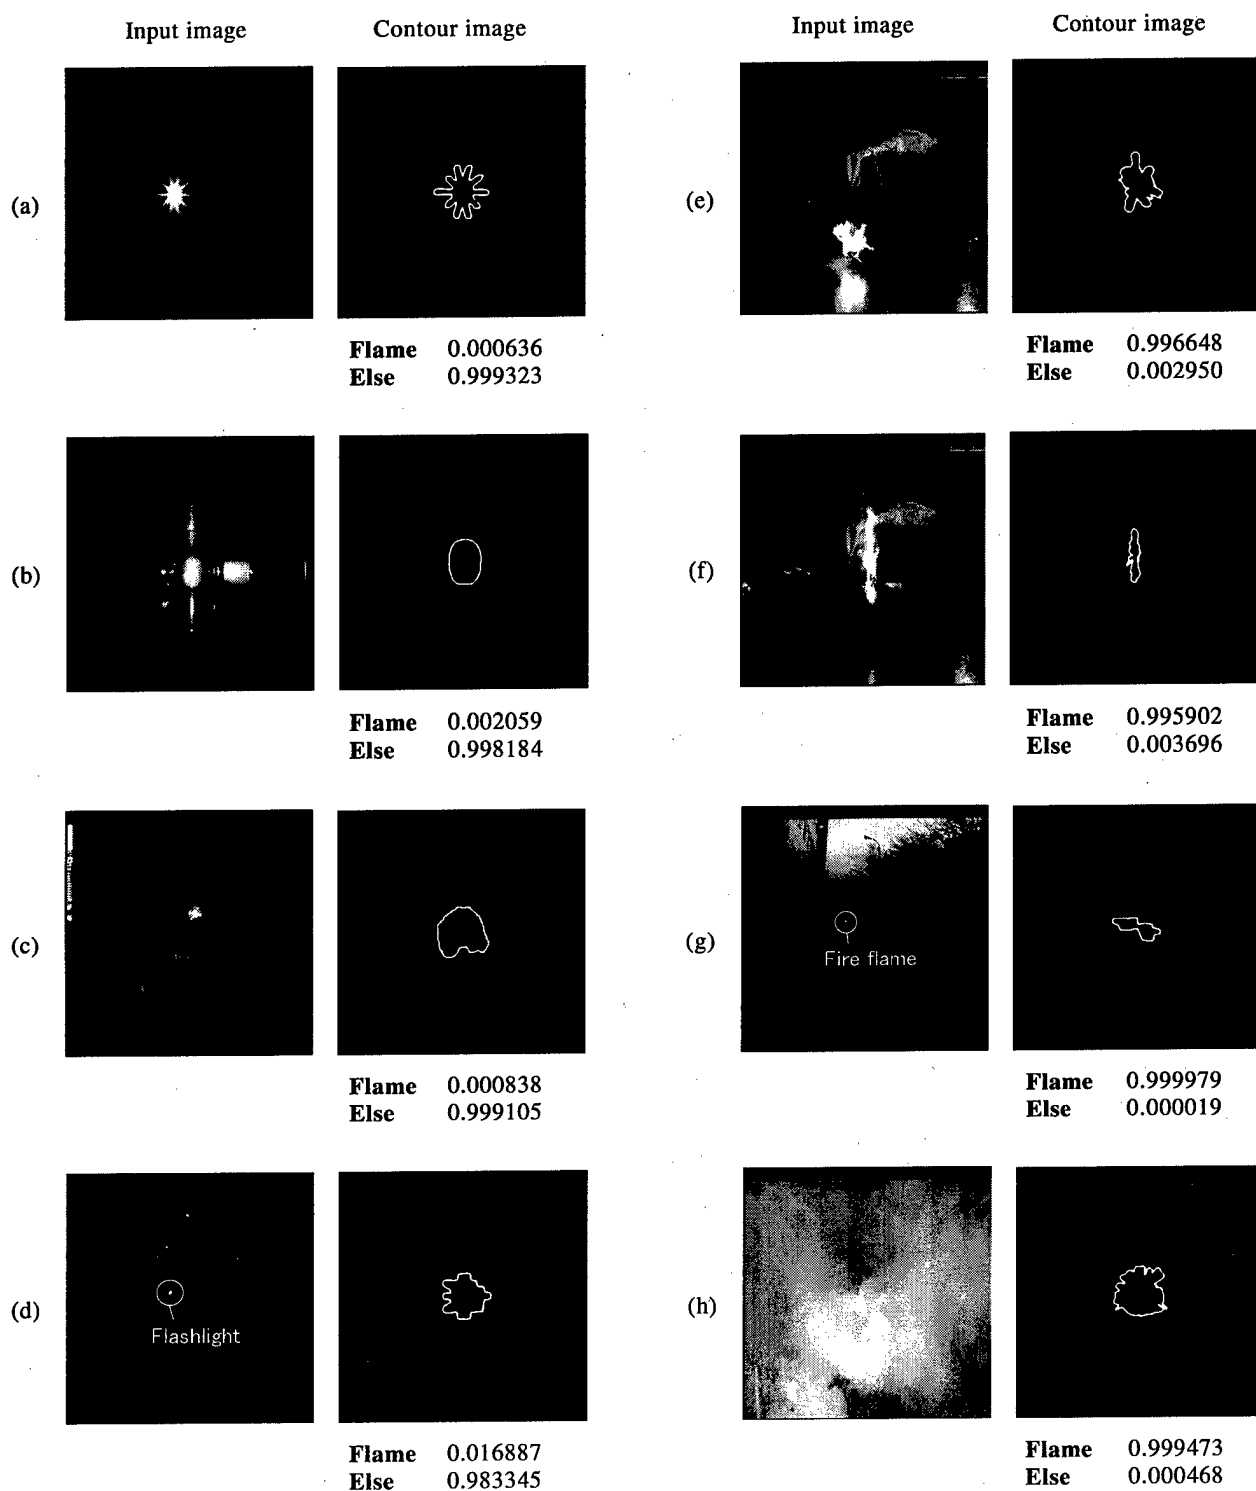 Input image Contour image
(a)
Flame 0.000636
Else 0.999323
(b)
Flame 0.002059
Else 0.998184
(c)
Flame 0.000838
Else 0.999105
(d)
Flashlight
Flame 0.016887
Else 0.983345
Input image Contour image
(e)
Flame 0.996648
Else 0.002950
(f)
Flame 0.995902
Else 0.003696
(g)
Fire flame
Flame 0.999979
Else 0.000019
(h)
Flame 0.999473
Else 0.000468